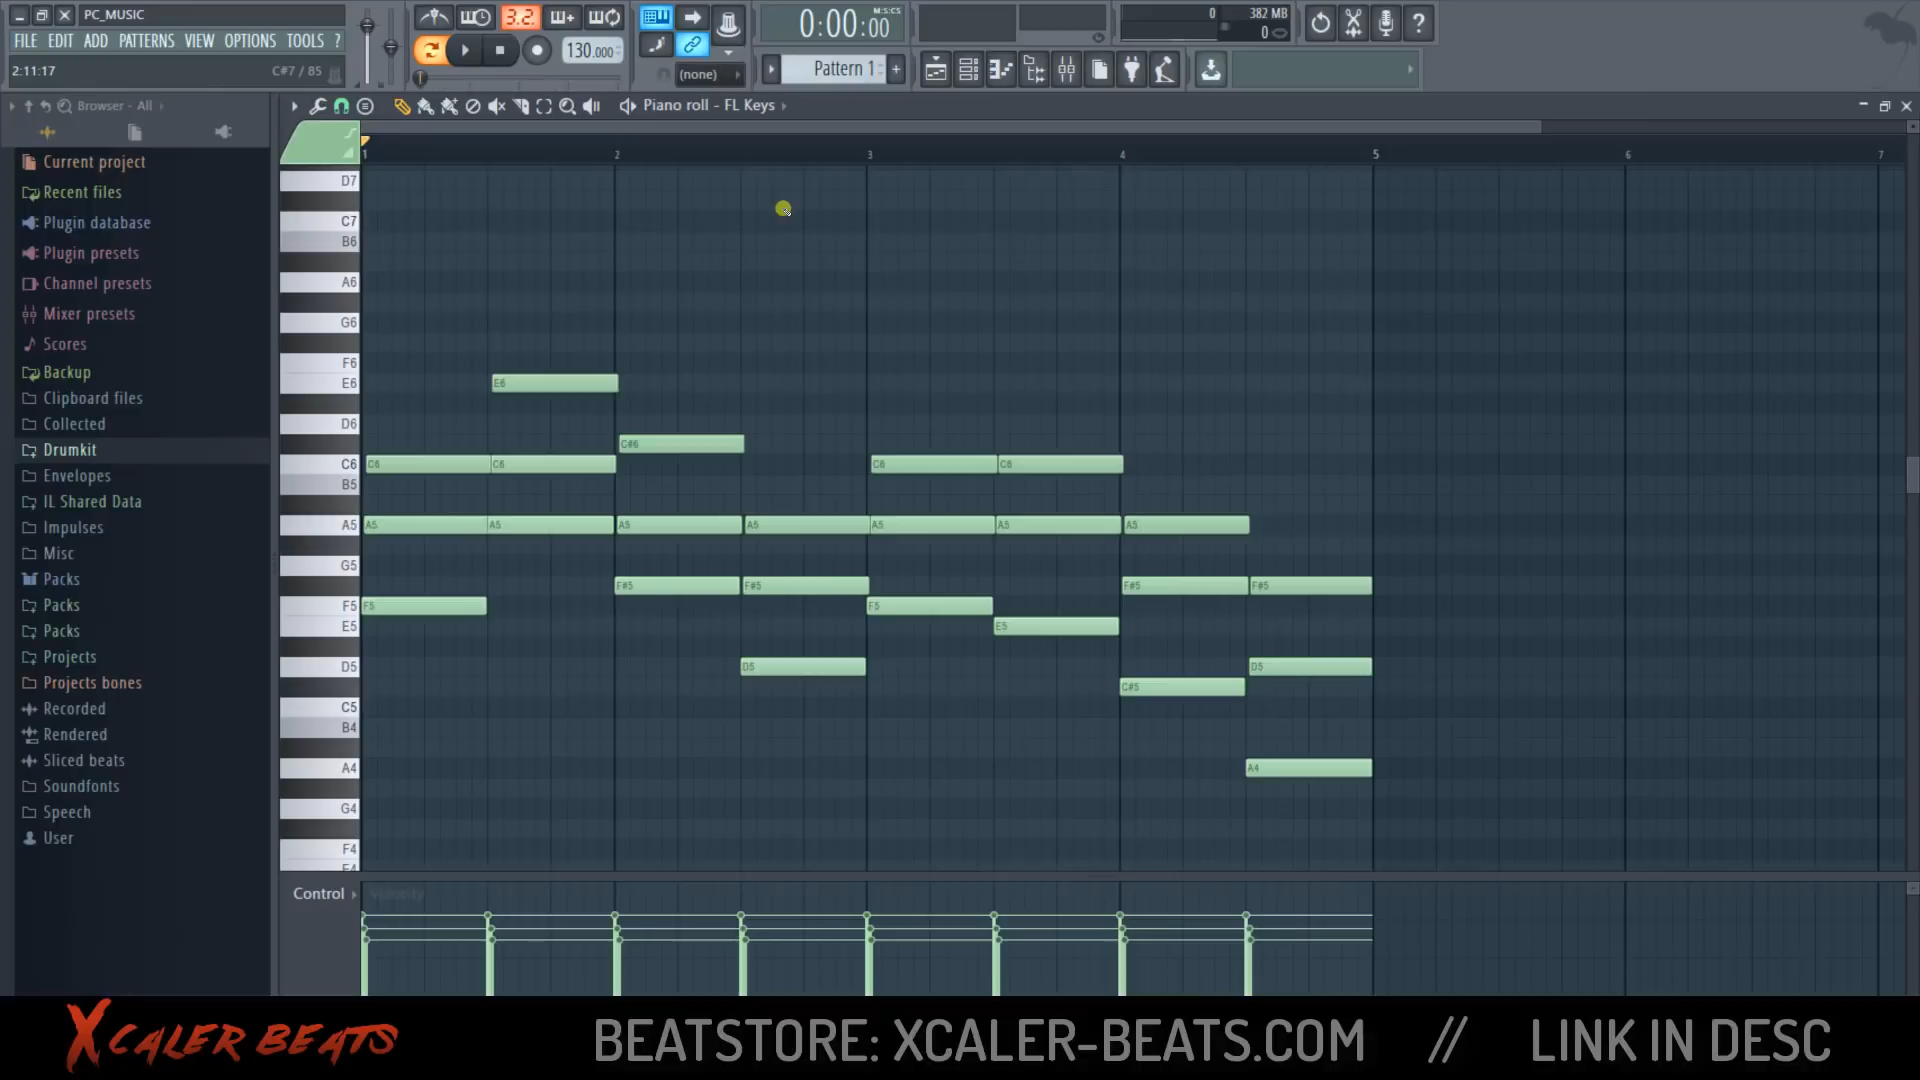 PC_MUSIC
FILE EDIT ADD PATTERNS VIEW OPTIONS TOOLS ?
2:11:17 C#7 / 85
3.2.
130.000
(none)
0:00:00 M:S:CS
Pattern 1 +
0 382 MB
0
?
Browser - All
Piano roll - FL Keys
Current project
Recent files
Plugin database
Plugin presets
Channel presets
Mixer presets
Scores
Backup
Clipboard files
Collected
Drumkit
Envelopes
IL Shared Data
Impulses
Misc
Packs
Packs
Packs
Projects
Projects bones
Recorded
Rendered
Sliced beats
Soundfonts
Speech
User
1 2 3 4 5 6 7
D7
C7
B6
A6
G6
F6
E6 E6
D6
C#6
C6 C6 C6 C6 C6
B5
A5 A5 A5 A5 A5 A5 A5 A5
G5
F#5 F#5 F#5 F#5
F5 F5 F5
E5 E5
D5 D5 D5
C#5
C5
B4
A4 A4
G4
F4
E4
Control Velocity
XCALER BEATS
BEATSTORE: XCALER-BEATS.COM // LINK IN DESC